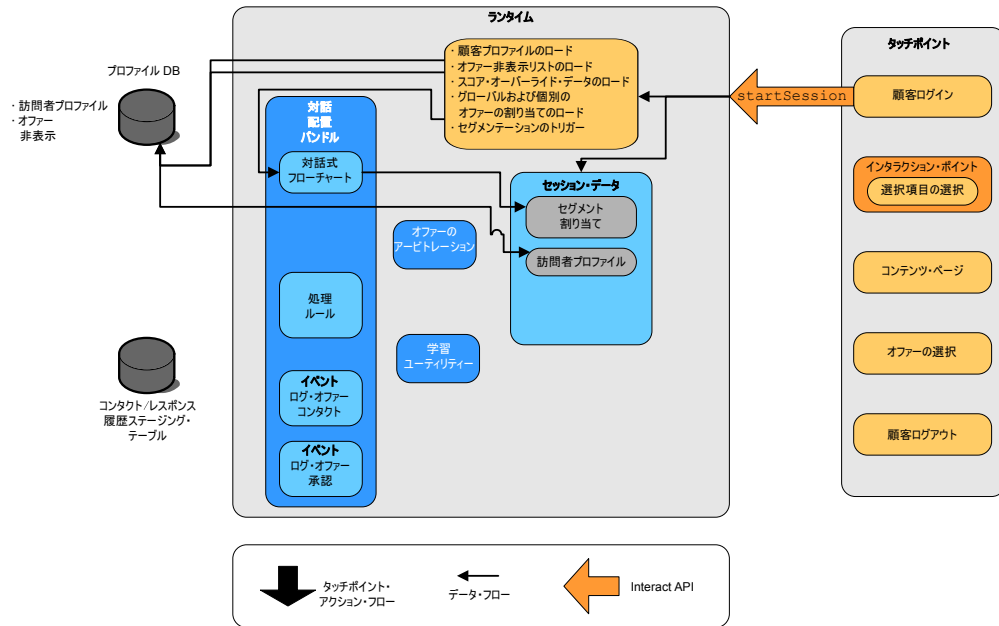 ランタイム
・顧客プロファイルのロード
・オファー非表示リストのロード
・スコア・オーバーライド・データのロード
・グローバルおよび個別の
オファーの割り当てのロード
・セグメンテーションのトリガー
プロファイル DB
・訪問者プロファイル
・オファー
非表示
対話
配置
バンドル
対話式
フローチャート
処理
ルール
イベント
ログ・オファー
コンタクト
イベント
ログ・オファー
承認
オファーの
アービトレーション
学習
ユーティリティー
セッション・データ
セグメント
割り当て
訪問者プロファイル
startSession
タッチポイント
顧客ログイン
インタラクション・ポイント
選択項目の選択
コンテンツ・ページ
オファーの選択
顧客ログアウト
コンタクト/レスポンス
履歴ステージング・
テーブル
タッチポイント・
アクション・フロー
データ・フロー
Interact API